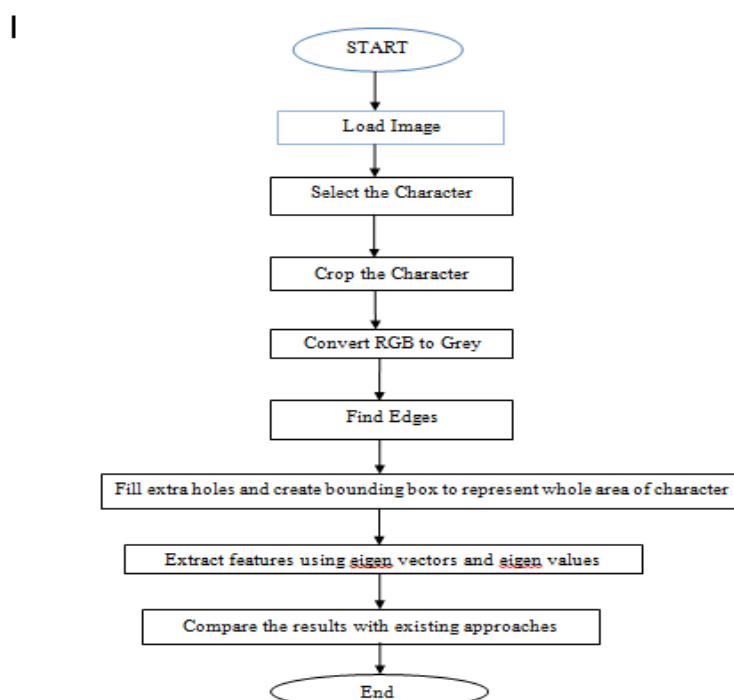 I
START
Load Image
Select the Character
Crop the Character
Convert RGB to Grey
Find Edges
Fill extra holes and create bounding box to represent whole area of character
Extract features using eigen vectors and eigen values
Compare the results with existing approaches
End